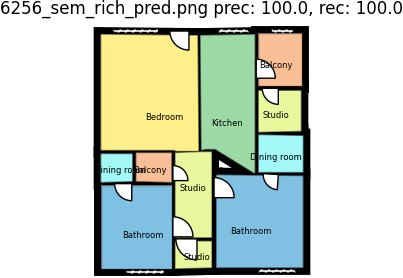 6256_sem_rich_pred.png prec: 100.0, rec: 100.0
Balcony
Bedroom
Kitchen
Studio
Dining room
ining room
Balcony
Studio
Bathroom
Bathroom
Studio